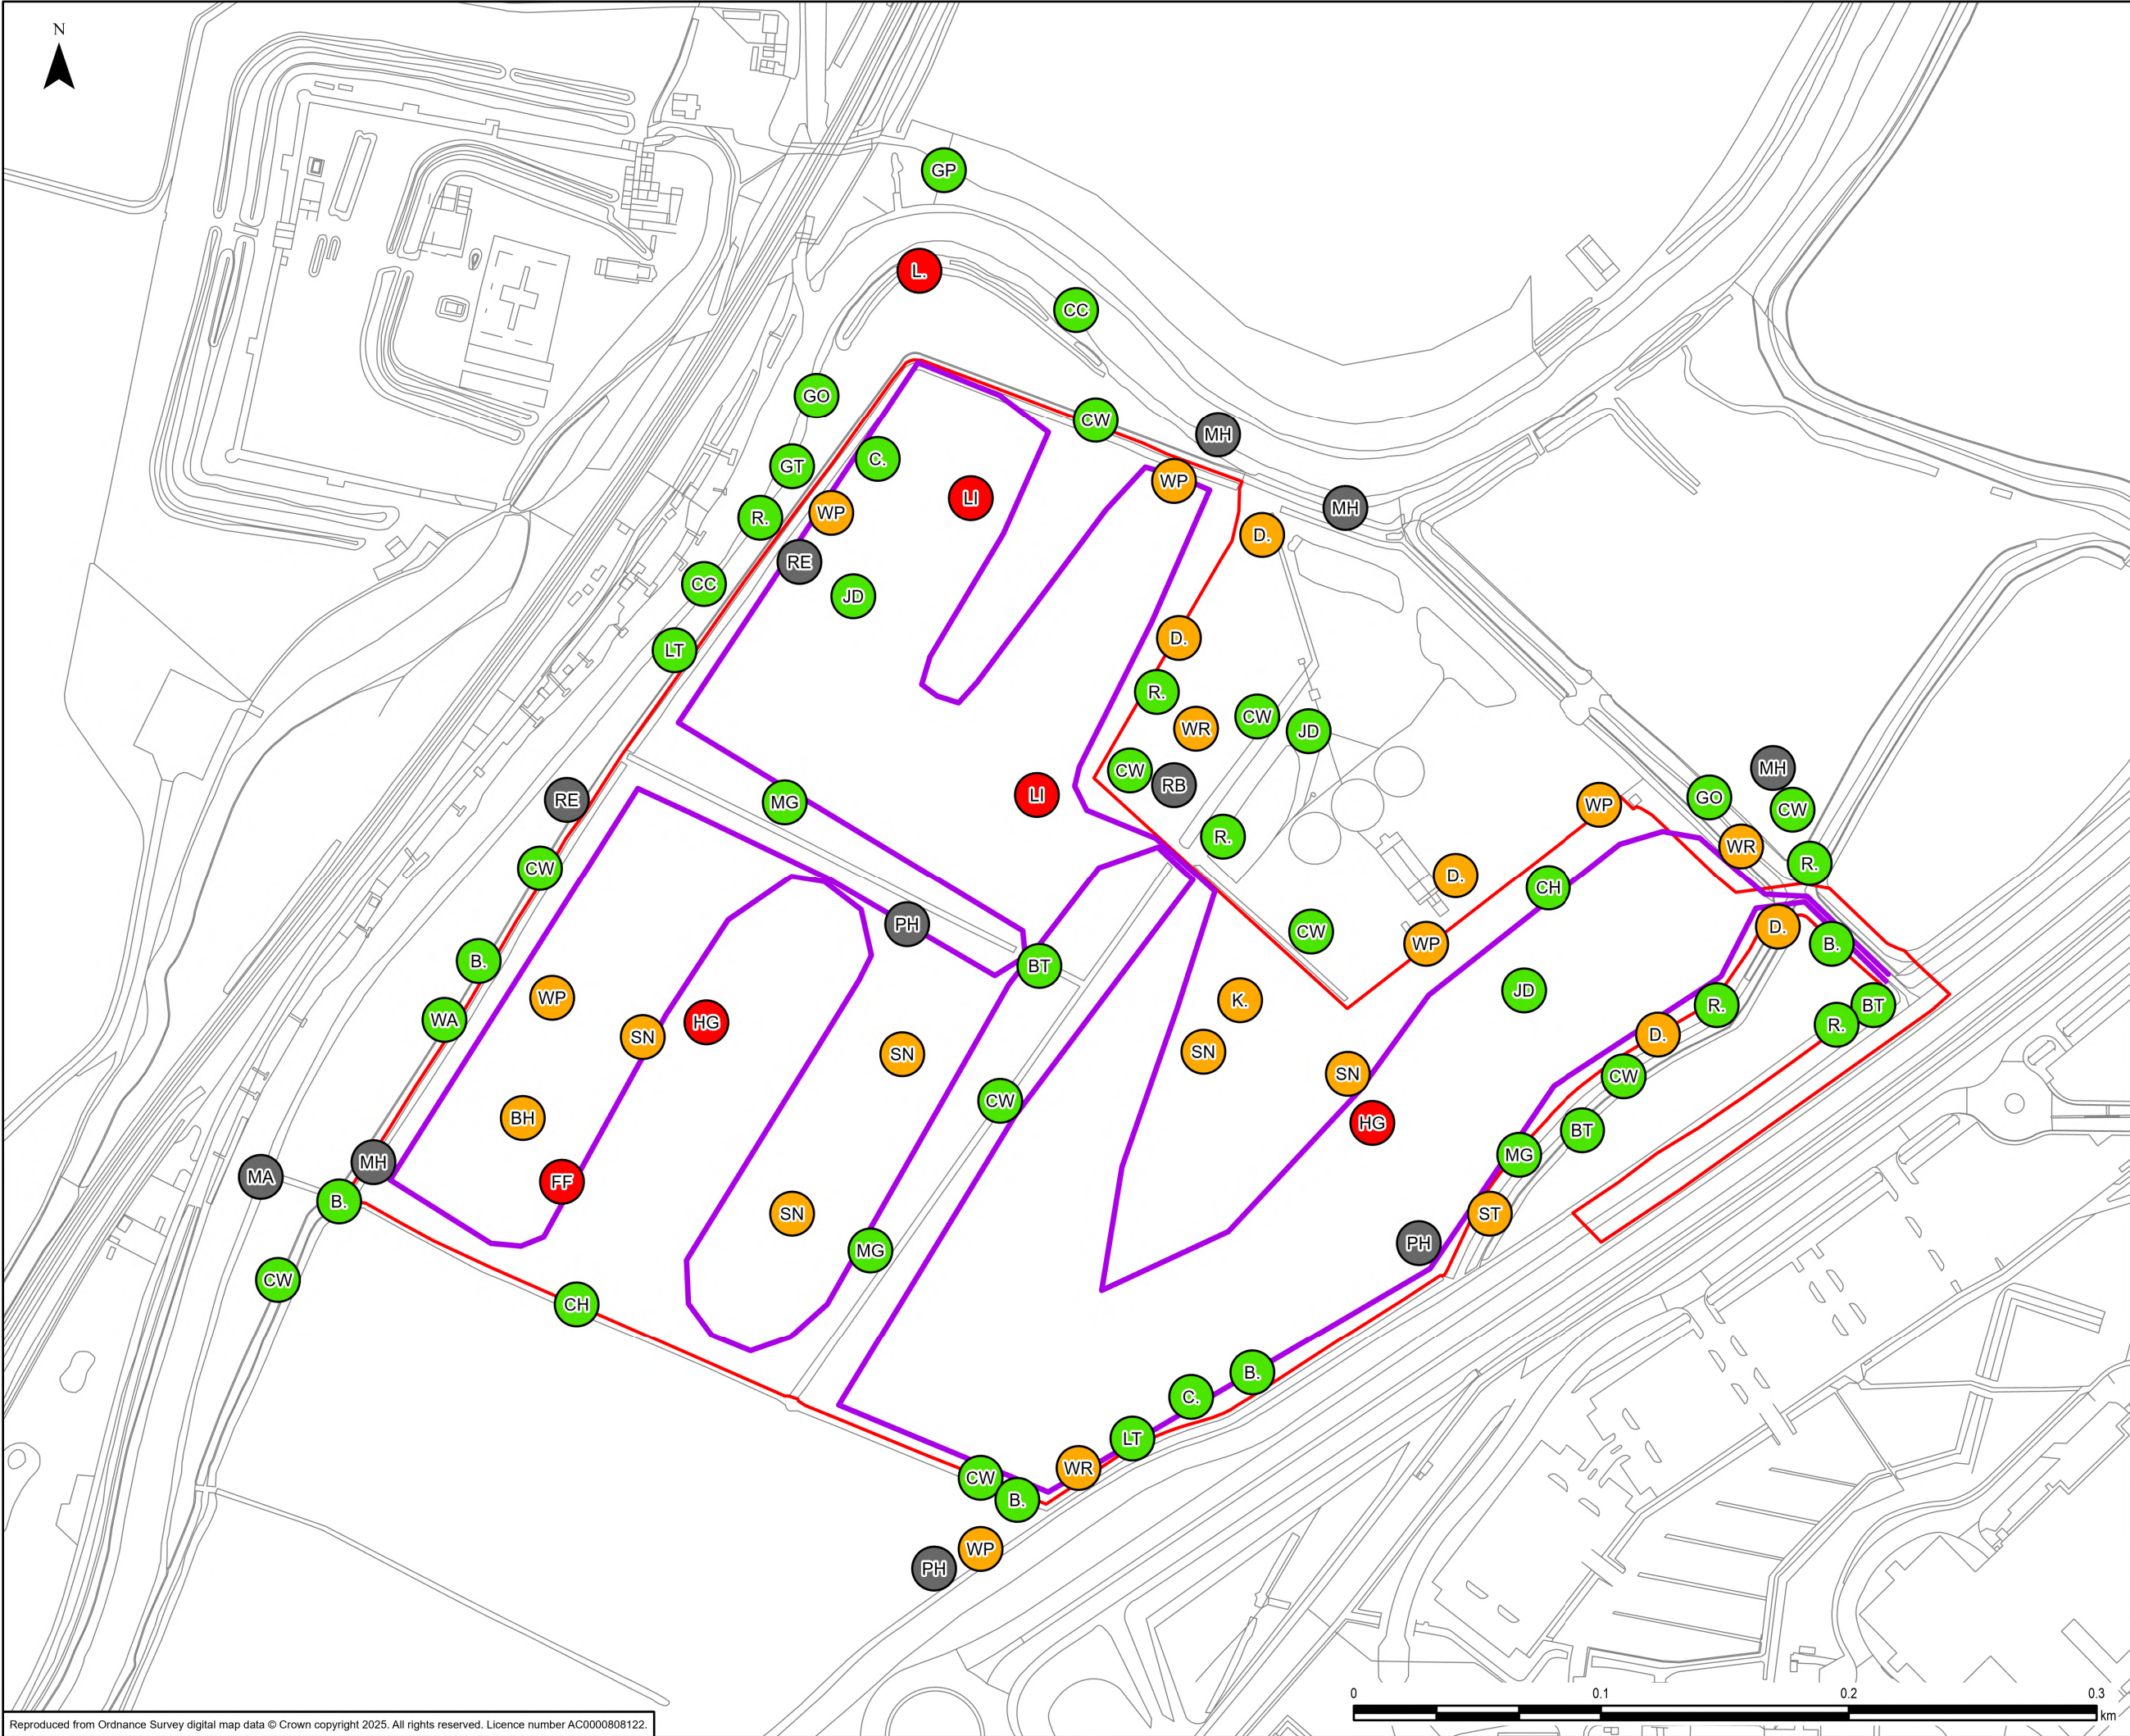 N
GP
L.
CC
GO
CW
MH
C.
GT
WP
LI
MH
WP
R.
D.
RE
CC
JD
D.
LT
R.
CW
WR
JD
MH
CW
RB
LI
GO
RE
MG
WP
CW
R.
WR
R.
CW
D.
CH
PH
D.
CW
WP
B.
B.
BT
JD
WP
K.
R.
BT
WA
HG
R.
D.
SN
SN
SN
SN
CW
CW
BH
HG
BT
MG
MH
MA
FF
B.
SN
ST
PH
MG
CW
CH
B.
C.
LT
WR
CW
B.
WP
PH
0 0.1 0.2 0.3
km
Reproduced from Ordnance Survey digital map data © Crown copyright 2025. All rights reserved. Licence number AC0000808122.